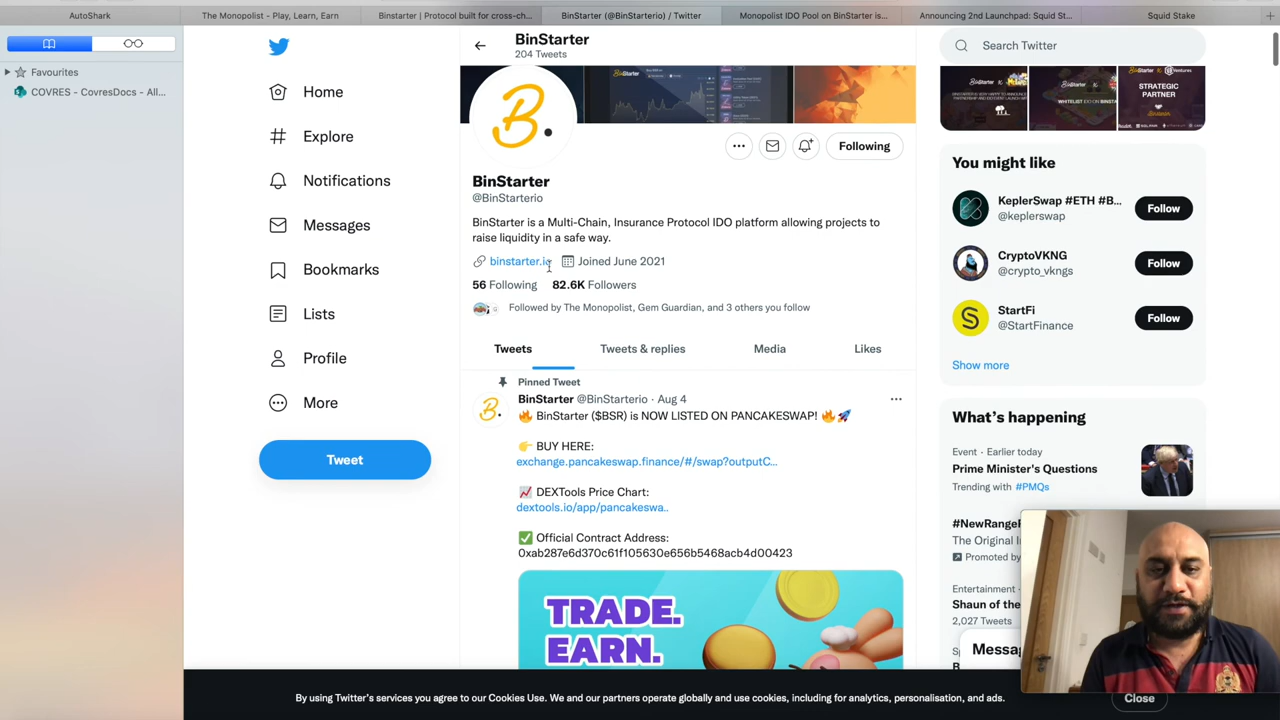 AutoShark
The Monopolist - Play, Learn, Earn
Binstarter | Protocol built for cross-ch...
BinStarter (@BinStarterio) / Twitter
Monopolist IDO Pool on BinStarter is...
Announcing 2nd Launchpad: Squid St...
Squid Stake
Favourites
COVRES - CovresDocs - All...
Home
Explore
Notifications
Messages
Bookmarks
Lists
Profile
More
Tweet
BinStarter
204 Tweets
B.
Following
BinStarter
@BinStarterio
BinStarter is a Multi-Chain, Insurance Protocol IDO platform allowing projects to
raise liquidity in a safe way.
binstarter.io
Joined June 2021
56 Following 82.6K Followers
Followed by The Monopolist, Gem Guardian, and 3 others you follow
Tweets
Tweets & replies
Media
Likes
Pinned Tweet
BinStarter @BinStarterio · Aug 4
🔥 BinStarter ($BSR) is NOW LISTED ON PANCAKESWAP! 🔥🚀
👉 BUY HERE:
exchange.pancakeswap.finance/#/swap?outputC...
📈 DEXTools Price Chart:
dextools.io/app/pancakeswa..
✅ Official Contract Address:
0xab287e6d370c61f105630e656b5468acb4d00423
TRADE.
EARN.
Search Twitter
STRATEGIC
PARTNER
You might like
KeplerSwap #ETH #B...
@keplerswap
Follow
CryptoVKNG
@crypto_vkngs
Follow
StartFi
@StartFinance
Follow
Show more
What's happening
Event · Earlier today
Prime Minister's Questions
Trending with #PMQs
#NewRange
The Original I
Promoted by
Entertainment ·
Shaun of the
2,027 Tweets
Messa
By using Twitter's services you agree to our Cookies Use. We and our partners operate globally and use cookies, including for analytics, personalisation, and ads.
Close